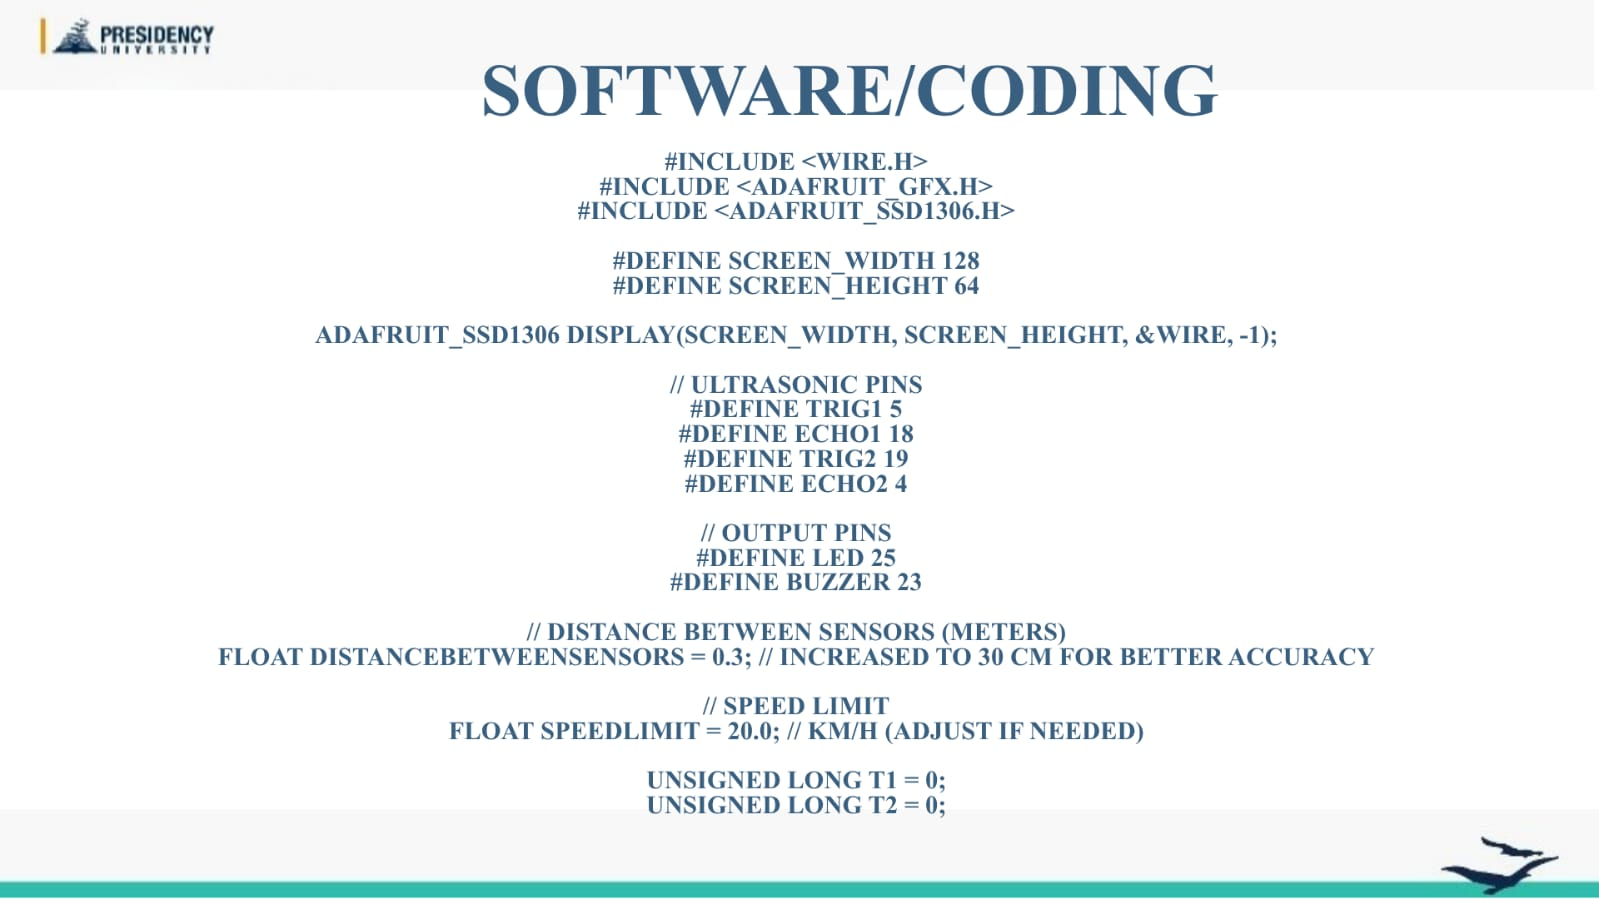 PRESIDENCY
UNIVERSITY
SOFTWARE/CODING
#INCLUDE <WIRE.H>
#INCLUDE <ADAFRUIT_GFX.H>
#INCLUDE <ADAFRUIT_SSD1306.H>
#DEFINE SCREEN_WIDTH 128
#DEFINE SCREEN_HEIGHT 64
ADAFRUIT_SSD1306 DISPLAY(SCREEN_WIDTH, SCREEN_HEIGHT, &WIRE, -1);
// ULTRASONIC PINS
#DEFINE TRIG1 5
#DEFINE ECHO1 18
#DEFINE TRIG2 19
#DEFINE ECHO2 4
// OUTPUT PINS
#DEFINE LED 25
#DEFINE BUZZER 23
// DISTANCE BETWEEN SENSORS (METERS)
FLOAT DISTANCEBETWEENSENSORS = 0.3; // INCREASED TO 30 CM FOR BETTER ACCURACY
// SPEED LIMIT
FLOAT SPEEDLIMIT = 20.0; // KM/H (ADJUST IF NEEDED)
UNSIGNED LONG T1 = 0;
UNSIGNED LONG T2 = 0;